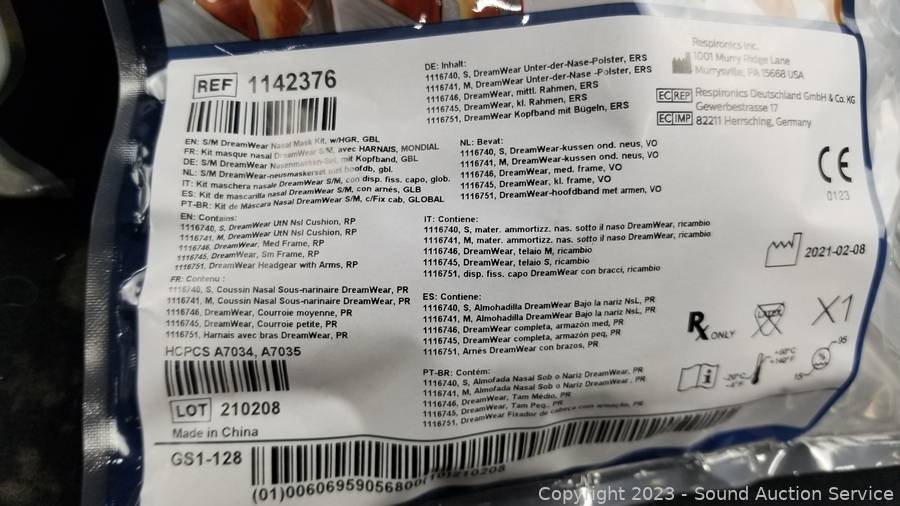 REF 1142376
EN: S/M DreamWear Nasal Mask Kit, w/HGR, GBL
FR: Kit masque nasal DreamWear S/M, avec HARNAIS, MONDIAL
DE: S/M DreamWear Nasenmasken-Set, mit Kopfband, GBL
NL: S/M DreamWear-neusmaskerset met hoofdb, gbl.
IT: Kit maschera nasale DreamWear S/M, con disp. fiss. capo, glob.
ES: Kit de mascarilla nasal DreamWear S/M, con arnés, GLB
PT-BR: Kit de Máscara Nasal DreamWear S/M, c/Fix cab, GLOBAL
EN: Contains:
1116740, S, DreamWear UtN Nsl Cushion, RP
1116741, M, DreamWear UtN Nsl Cushion, RP
1116746, DreamWear, Med Frame, RP
1116745, DreamWear, Sm Frame, RP
1116751, DreamWear Headgear with Arms, RP
FR: Contenu :
1116740, S, Coussin Nasal Sous-narinaire DreamWear, PR
1116741, M, Coussin Nasal Sous-narinaire DreamWear, PR
1116746, DreamWear, Courroie moyenne, PR
1116745, DreamWear, Courroie petite, PR
1116751, Harnais avec bras DreamWear, PR
HCPCS A7034, A7035
LOT 210208
Made in China
GS1-128
(01)00606959056800(10)210208
DE: Inhalt:
1116740, S, DreamWear Unter-der-Nase-Polster, ERS
1116741, M, DreamWear Unter-der-Nase -Polster, ERS
1116746, DreamWear, mittl. Rahmen, ERS
1116745, DreamWear, kl. Rahmen, ERS
1116751, DreamWear Kopfband mit Bügeln, ERS
NL: Bevat:
1116740, S, DreamWear-kussen ond. neus, VO
1116741, M, DreamWear-kussen ond. neus, VO
1116746, DreamWear, med. frame, VO
1116745, DreamWear, kl. frame, VO
1116751, DreamWear-hoofdband met armen, VO
IT: Contiene:
1116740, S, mater. ammortizz. nas. sotto il naso DreamWear, ricambio
1116741, M, mater. ammortizz. nas. sotto il naso DreamWear, ricambio
1116746, DreamWear, telaio M, ricambio
1116745, DreamWear, telaio S, ricambio
1116751, disp. fiss. capo DreamWear con bracci, ricambio
ES: Contiene:
1116740, S, Almohadilla DreamWear Bajo la nariz NsL, PR
1116741, M, Almohadilla DreamWear Bajo la nariz NsL, PR
1116746, DreamWear completa, armazón med, PR
1116745, DreamWear completa, armazón peq, PR
1116751, Arnés DreamWear con brazos, PR
PT-BR: Contém:
1116740, S, Almofada Nasal Sob o Nariz DreamWear, PR
1116741, M, Almofada Nasal Sob o Nariz DreamWear , PR
1116746, DreamWear, Tam Médio, PR
1116745, DreamWear, Tam Peq., PR
1116751, DreamWear Fixador de cabeça com armação, PR
Respironics Inc.
1001 Murry Ridge Lane
Murrysville, PA 15668 USA
EC REP Respironics Deutschland GmbH & Co. KG
Gewerbestrasse 17
EC IMP 82211 Herrsching, Germany
CE
0123
2021-02-08
Rx ONLY
LATEX
X1
-20°C
-4°F
+60°C
+140°F
15
95
%
Copyright 2023 - Sound Auction Service